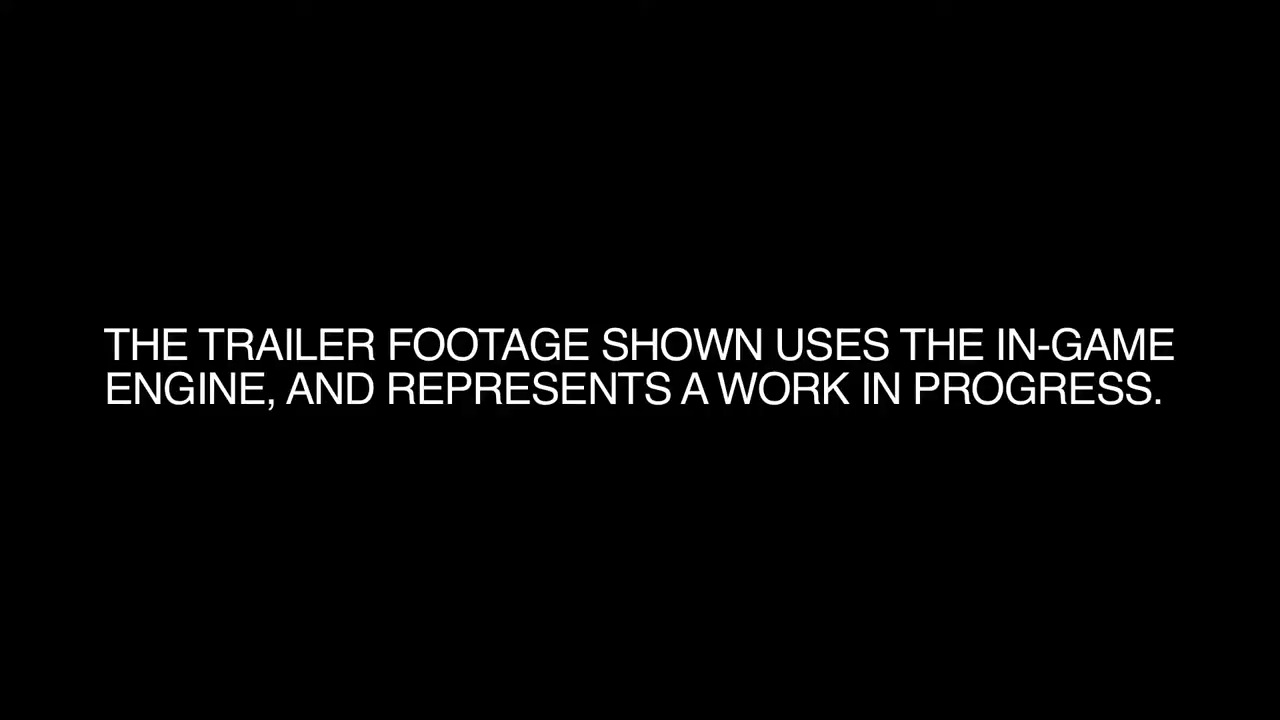 THE TRAILER FOOTAGE SHOWN USES THE IN-GAME
ENGINE, AND REPRESENTS A WORK IN PROGRESS.